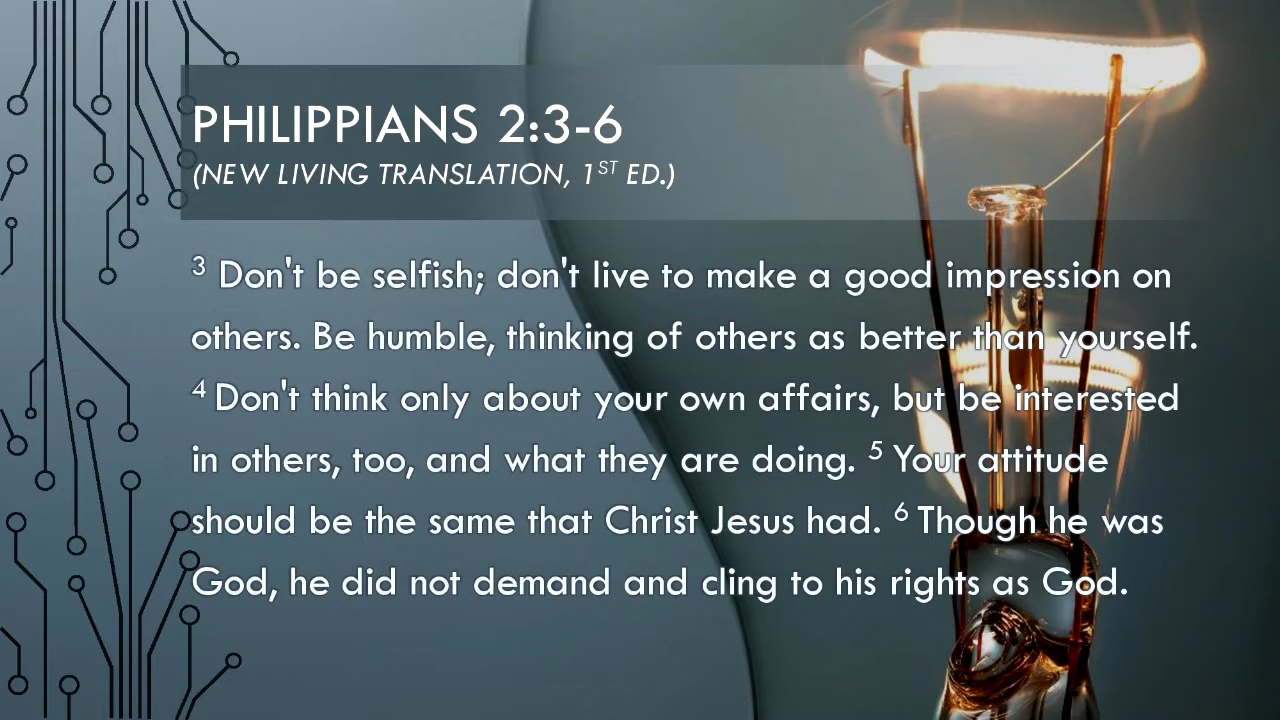 PHILIPPIANS 2:3-6
(NEW LIVING TRANSLATION, 1ST ED.)
3 Don't be selfish; don't live to make a good impression on
others. Be humble, thinking of others as better than yourself.
4 Don't think only about your own affairs, but be interested
in others, too, and what they are doing. 5 Your attitude
should be the same that Christ Jesus had. 6 Though he was
God, he did not demand and cling to his rights as God.